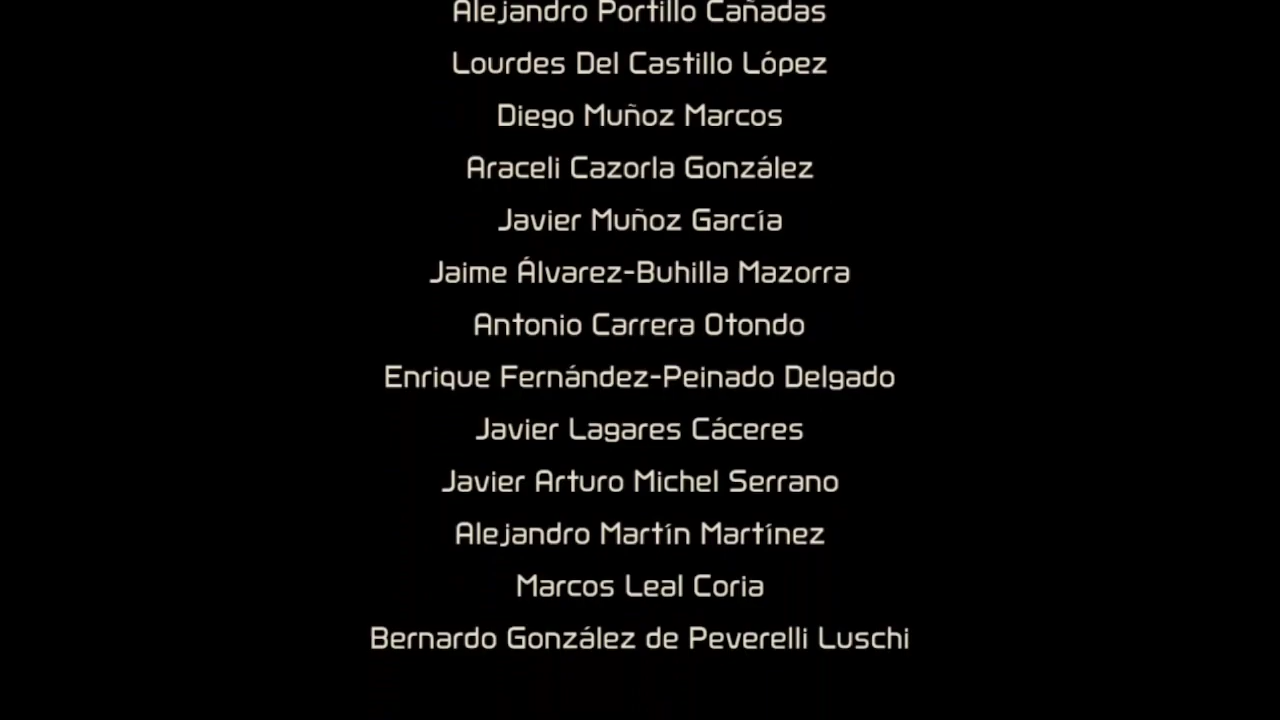 Alejandro Portillo Cañadas
Lourdes Del Castillo López
Diego Muñoz Marcos
Araceli Cazorla González
Javier Muñoz García
Jaime Álvarez-Buhilla Mazorra
Antonio Carrera Otondo
Enrique Fernández-Peinado Delgado
Javier Lagares Cáceres
Javier Arturo Michel Serrano
Alejandro Martín Martínez
Marcos Leal Coria
Bernardo González de Peverelli Luschi